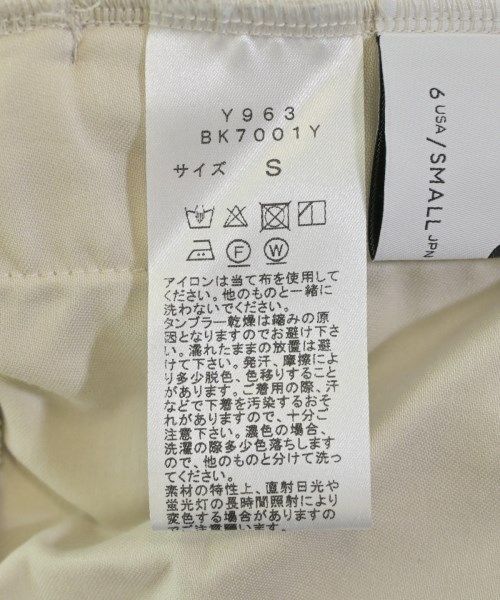 Y963
BK7001Y
サイズ S
F W
アイロンは当て布を使用して
ください。他のものと一緒に
洗わないでください。
タンブラー乾燥は縮みの原
因となりますのでお避け下さ
い。濡れたままの放置は避
けて下さい。発汗、摩擦によ
り多少脱色、色移りすること
があります。ご着用の際、汗
などで下着を汚染するおそ
れがありますので、十分ご
注意下さい。濃色の場合、
洗濯の際多少色落ちします
ので、他のものと分けて洗っ
てください。
素材の特性上、直射日光や
蛍光灯の長時間照射により
変色する場合がありますの
でご注意下さい。
6 USA / SMALL JPN